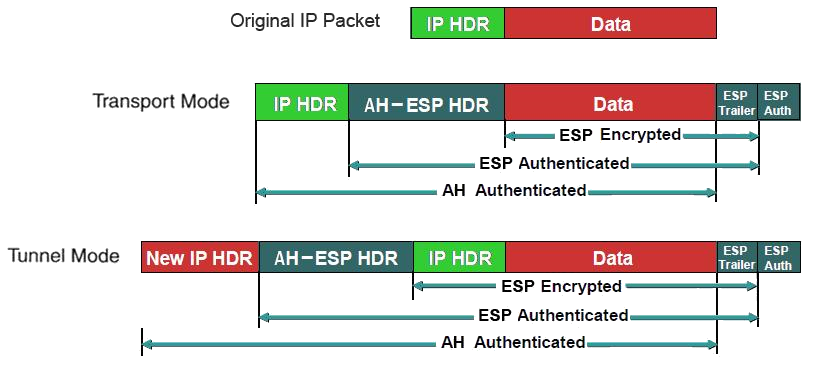 Original IP Packet IP HDR Data
Transport Mode IP HDR AH-ESP HDR Data ESP Trailer ESP Auth
ESP Encrypted
ESP Authenticated
AH Authenticated
Tunnel Mode New IP HDR AH-ESP HDR IP HDR Data ESP Trailer ESP Auth
ESP Encrypted
ESP Authenticated
AH Authenticated